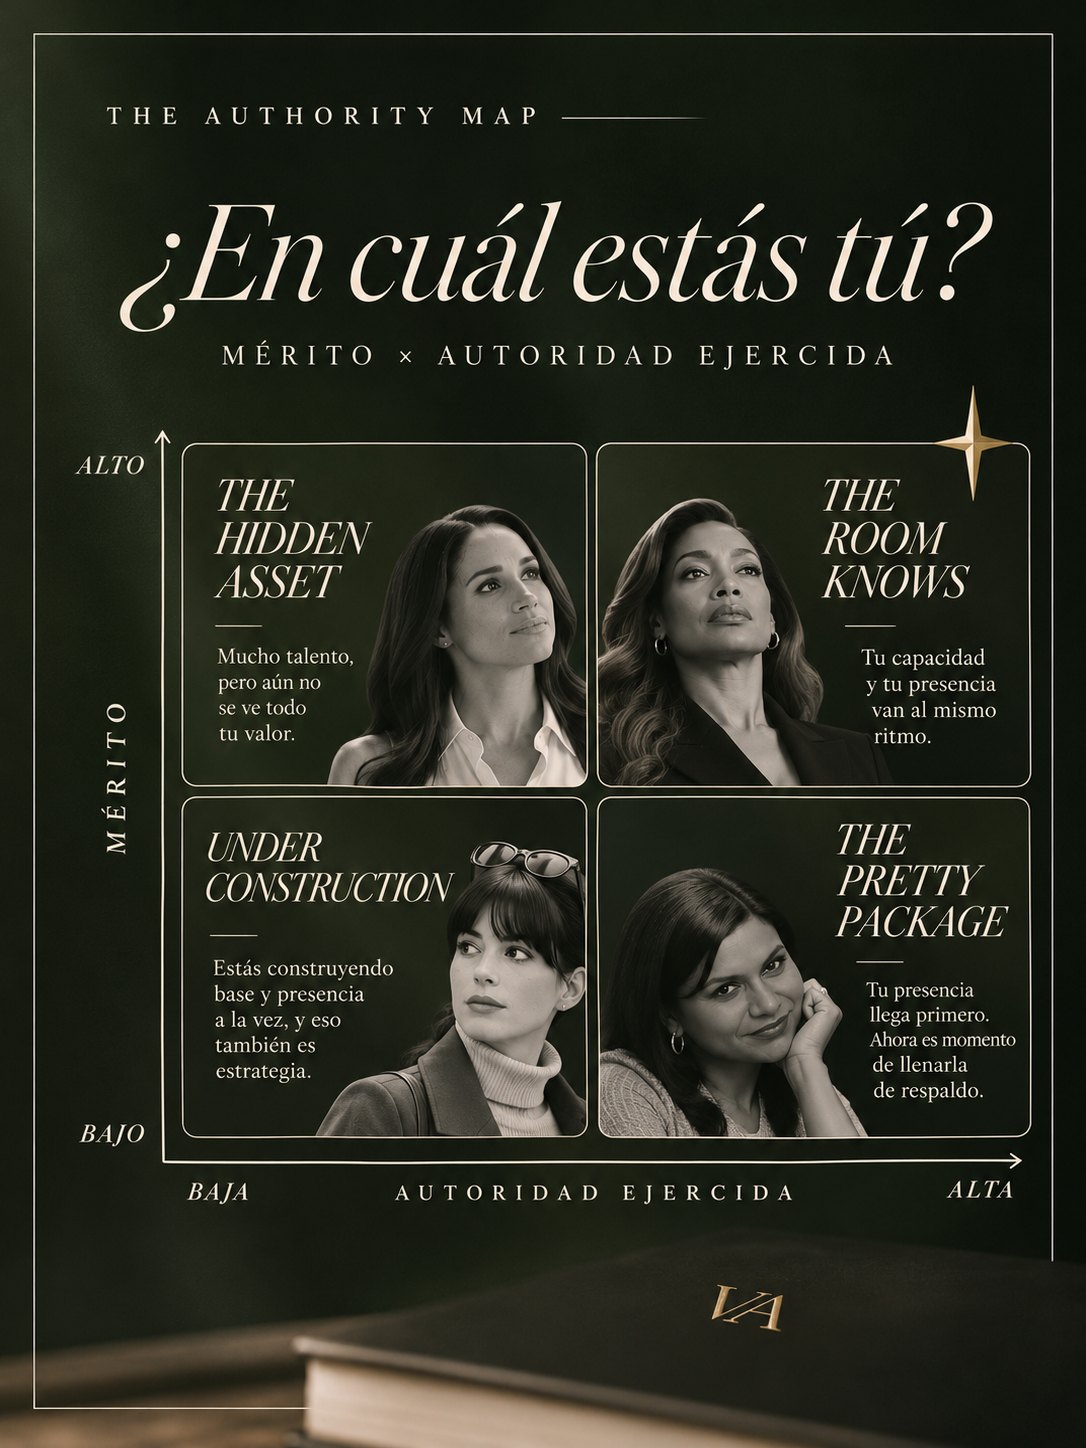 THE AUTHORITY MAP
¿En cuál estás tú?
MÉRITO × AUTORIDAD EJERCIDA
ALTO
THE
HIDDEN
ASSET
Mucho talento,
pero aún no
se ve todo
tu valor.
THE
ROOM
KNOWS
Tu capacidad
y tu presencia
van al mismo
ritmo.
MÉRITO
UNDER
CONSTRUCTION
Estás construyendo
base y presencia
a la vez, y eso
también es
estrategia.
THE
PRETTY
PACKAGE
Tu presencia
llega primero.
Ahora es momento
de llenarla
de respaldo.
BAJO
BAJA
AUTORIDAD EJERCIDA
ALTA
VA